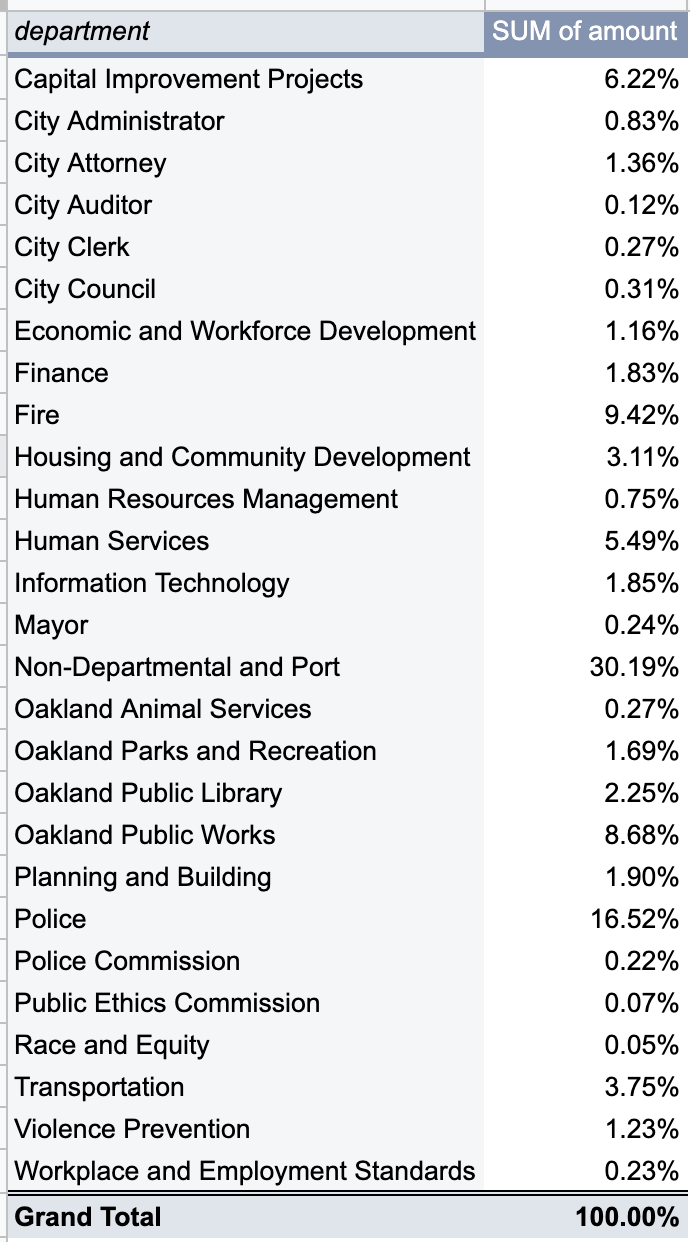 department SUM of amount
Capital Improvement Projects 6.22%
City Administrator 0.83%
City Attorney 1.36%
City Auditor 0.12%
City Clerk 0.27%
City Council 0.31%
Economic and Workforce Development 1.16%
Finance 1.83%
Fire 9.42%
Housing and Community Development 3.11%
Human Resources Management 0.75%
Human Services 5.49%
Information Technology 1.85%
Mayor 0.24%
Non-Departmental and Port 30.19%
Oakland Animal Services 0.27%
Oakland Parks and Recreation 1.69%
Oakland Public Library 2.25%
Oakland Public Works 8.68%
Planning and Building 1.90%
Police 16.52%
Police Commission 0.22%
Public Ethics Commission 0.07%
Race and Equity 0.05%
Transportation 3.75%
Violence Prevention 1.23%
Workplace and Employment Standards 0.23%
Grand Total 100.00%